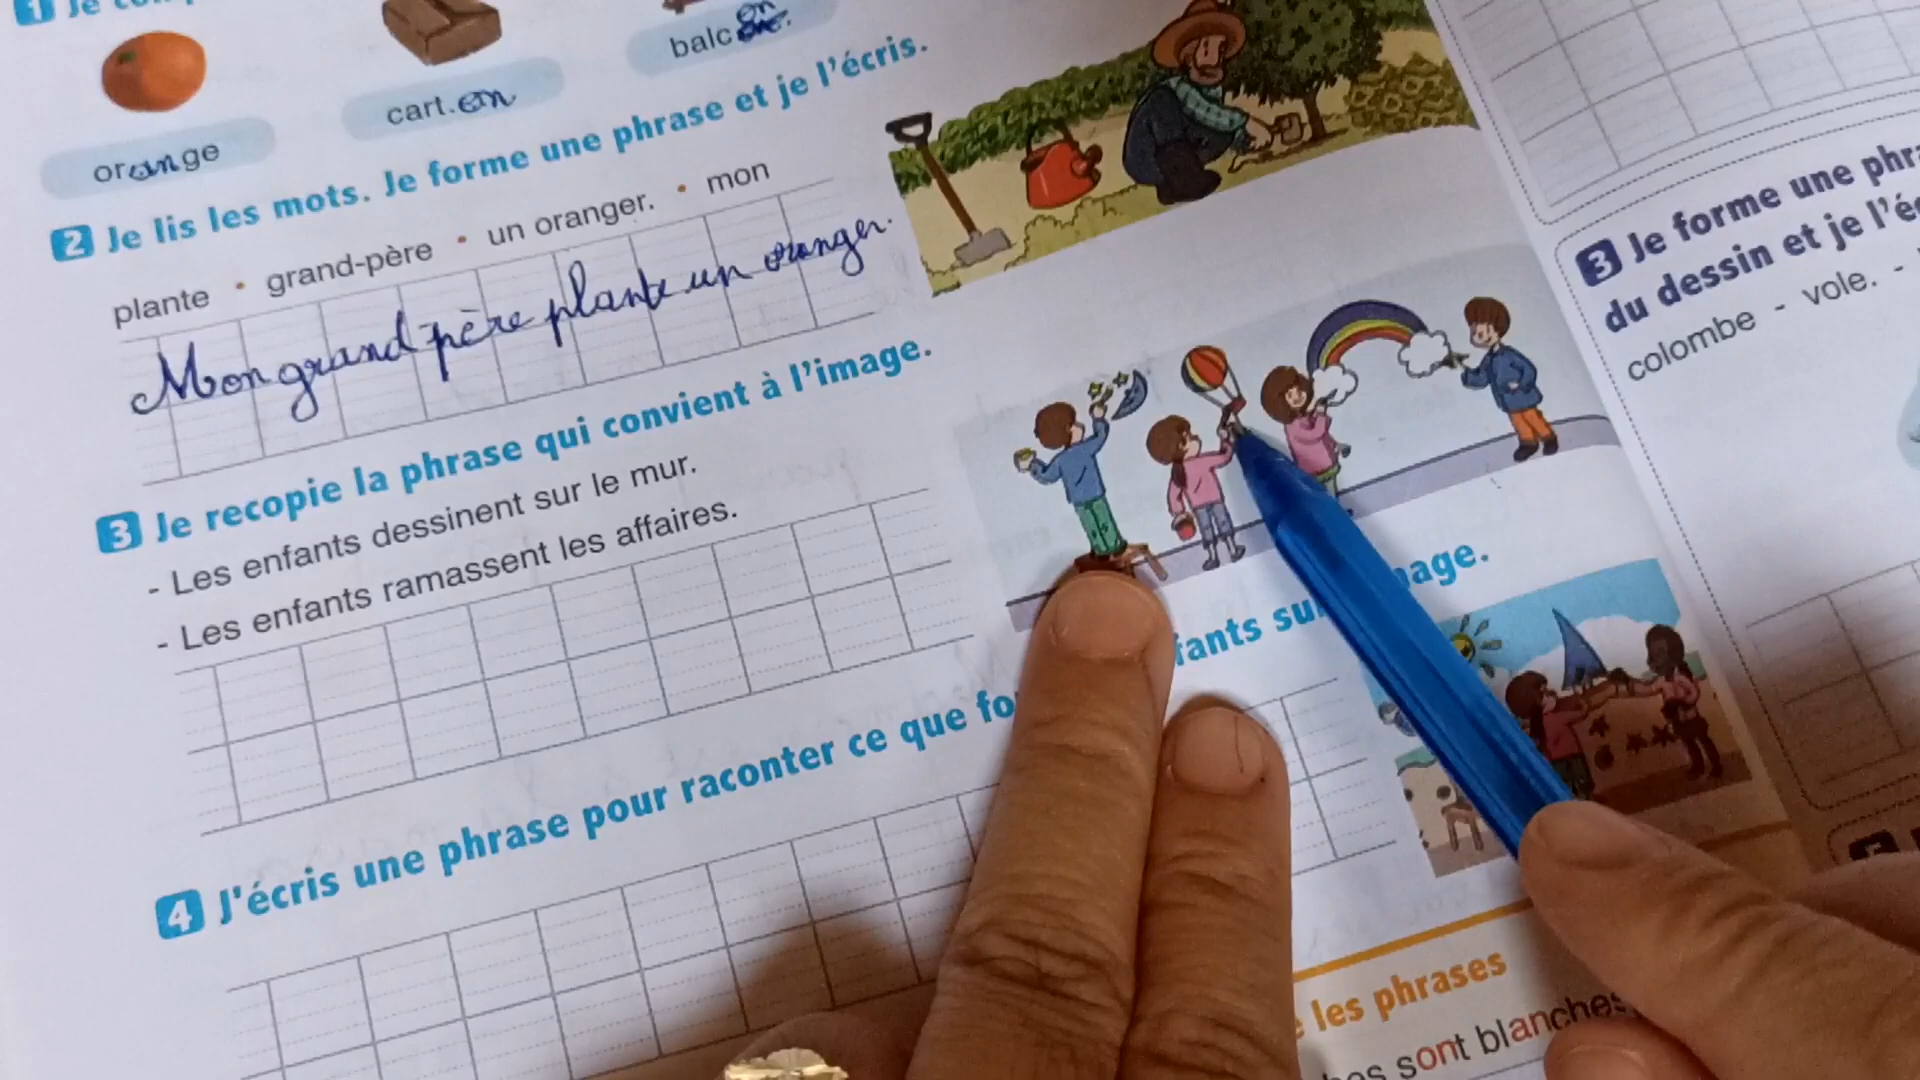 1 Je
orange
cart.on
balc on.
2 Je lis les mots. Je forme une phrase et je l'écris.
plante • grand-père • un oranger. • mon
Mon grand-père plante un oranger.
3 Je recopie la phrase qui convient à l'image.
- Les enfants dessinent sur le mur.
- Les enfants ramassent les affaires.
4 J'écris une phrase pour raconter ce que fo fants su mage.
les phrases
sont blanches
3 Je forme une phr
du dessin et je l'é
colombe - vole. -